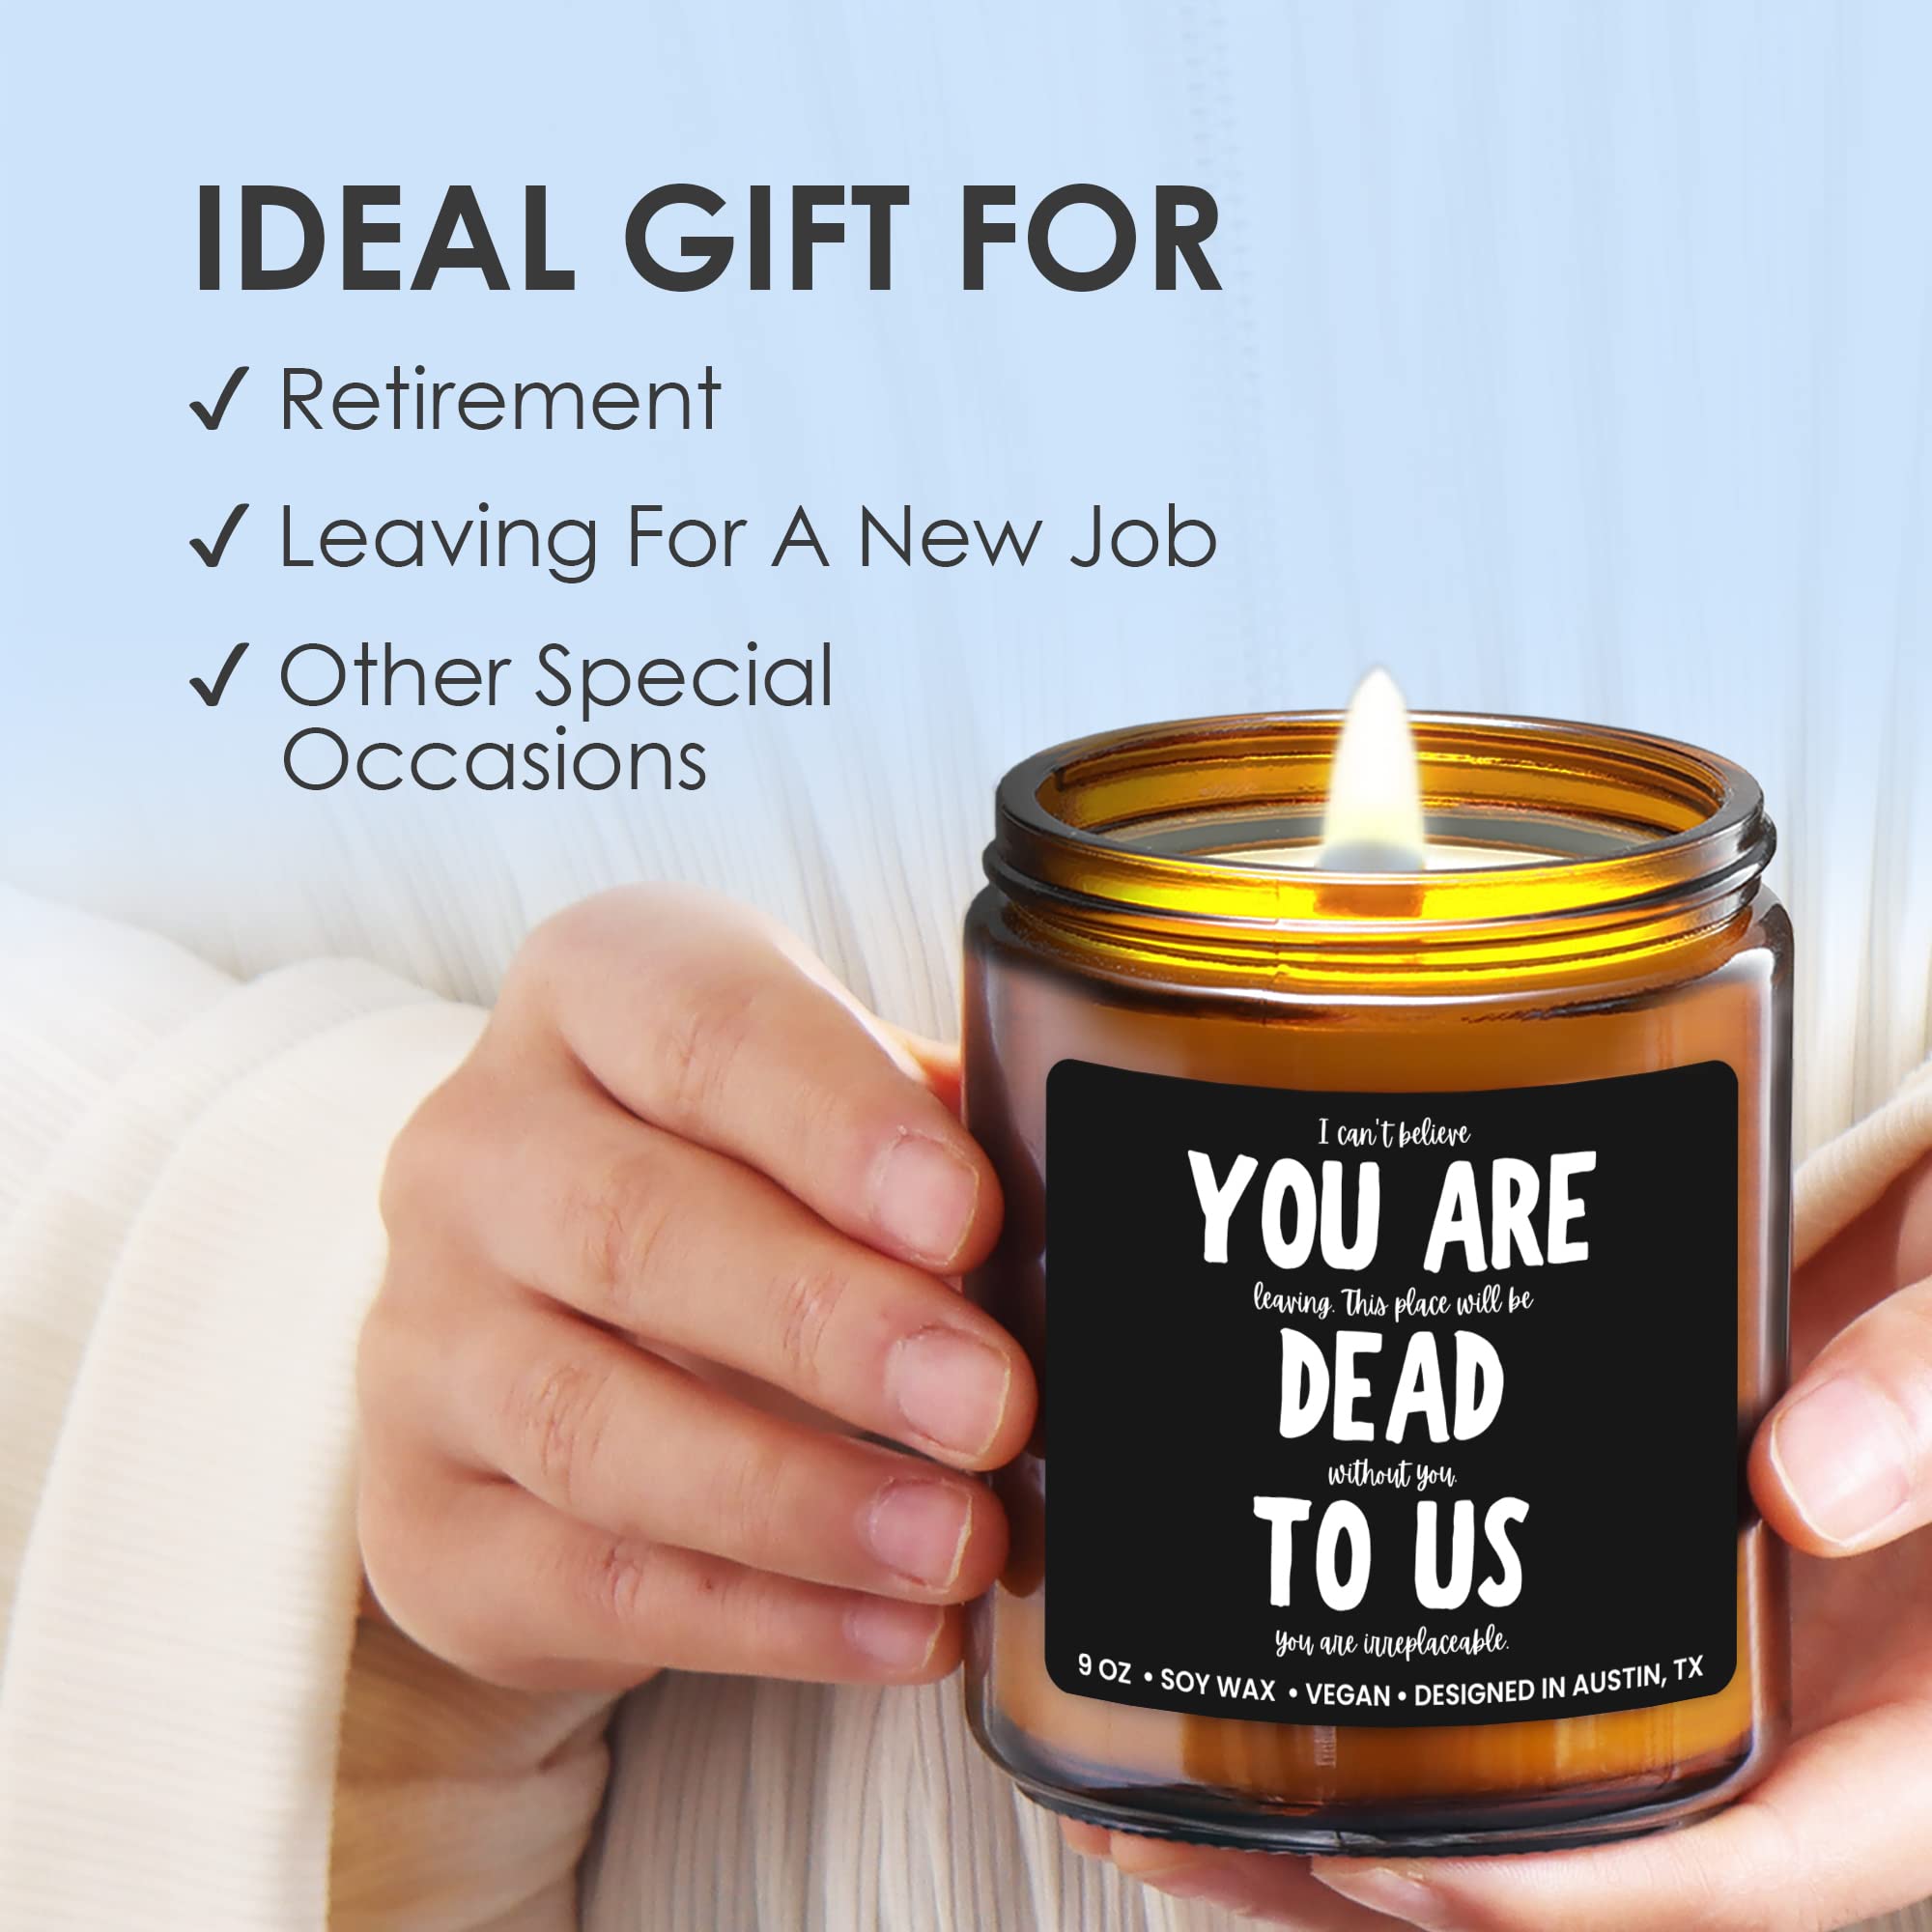 IDEAL GIFT FOR
✓ Retirement
✓ Leaving For A New Job
✓ Other Special
Occasions
I can't believe
YOU ARE
leaving. This place will be
DEAD
without you.
TO US
you are irreplaceable.
9 OZ • SOY WAX • VEGAN • DESIGNED IN AUSTIN, TX